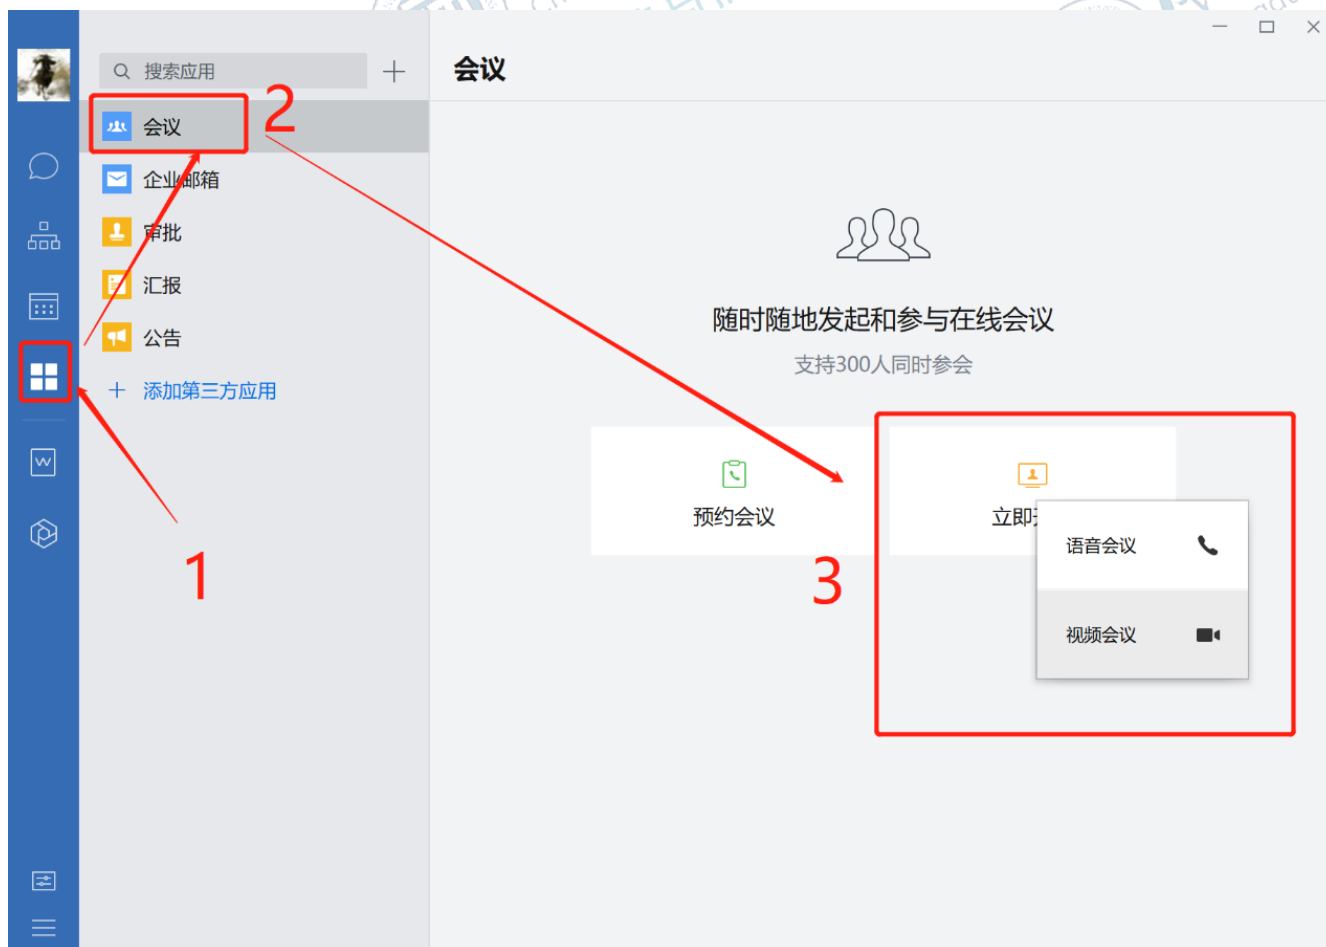 搜索应用
会议
2
会议
企业邮箱
审批
汇报
公告
添加第三方应用
1
随时随地发起和参与在线会议
支持300人同时参会
预约会议
立即
3
语音会议
视频会议